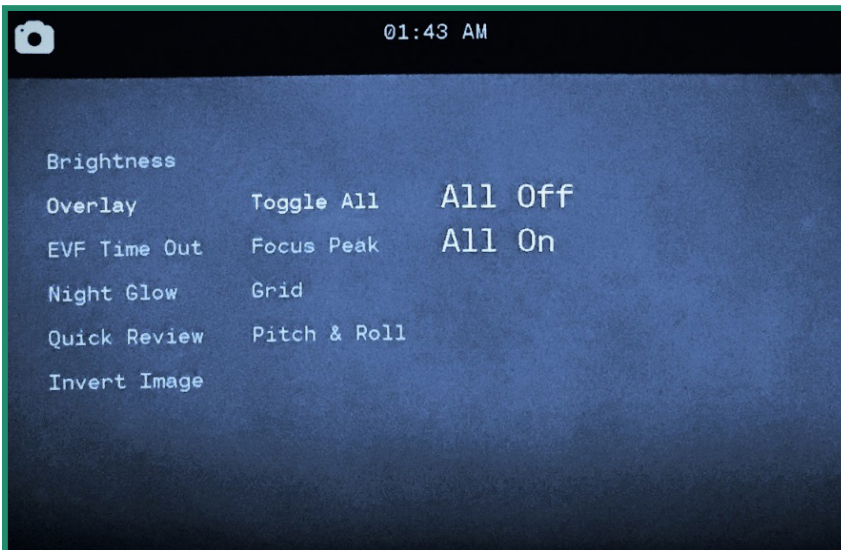 01:43 AM
Brightness
Overlay Toggle All All Off
EVF Time Out Focus Peak All On
Night Glow Grid
Quick Review Pitch & Roll
Invert Image